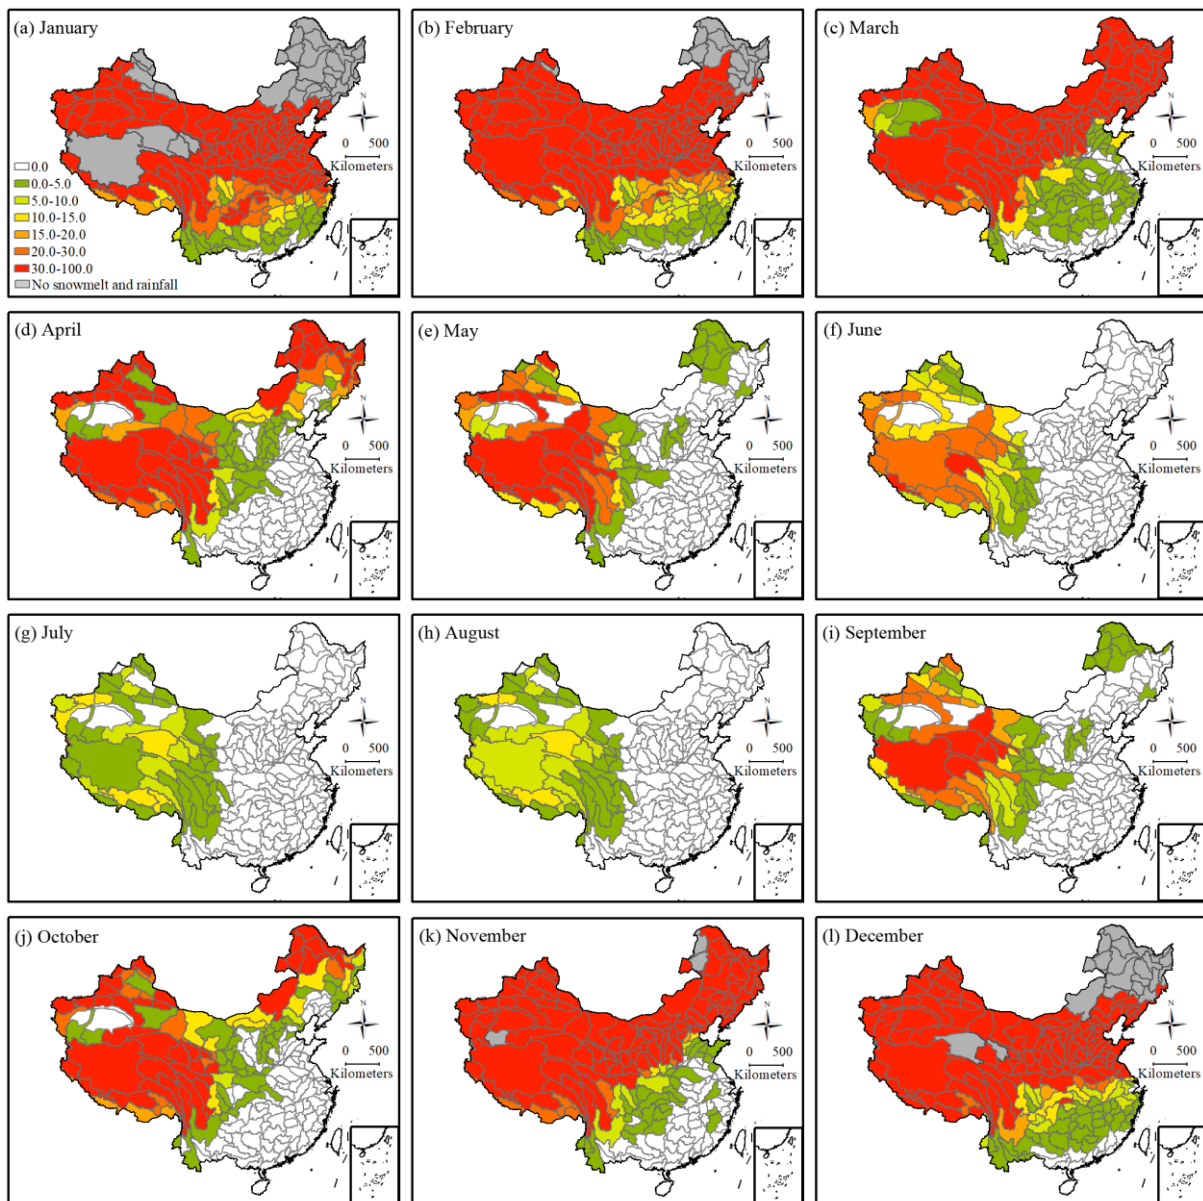 (a) January
N
0 500
Kilometers
0.0
0.0-5.0
5.0-10.0
10.0-15.0
15.0-20.0
20.0-30.0
30.0-100.0
No snowmelt and rainfall
(b) February
N
0 500
Kilometers
(c) March
N
0 500
Kilometers
(d) April
N
0 500
Kilometers
(e) May
N
0 500
Kilometers
(f) June
N
0 500
Kilometers
(g) July
N
0 500
Kilometers
(h) August
N
0 500
Kilometers
(i) September
N
0 500
Kilometers
(j) October
N
0 500
Kilometers
(k) November
N
0 500
Kilometers
(l) December
N
0 500
Kilometers